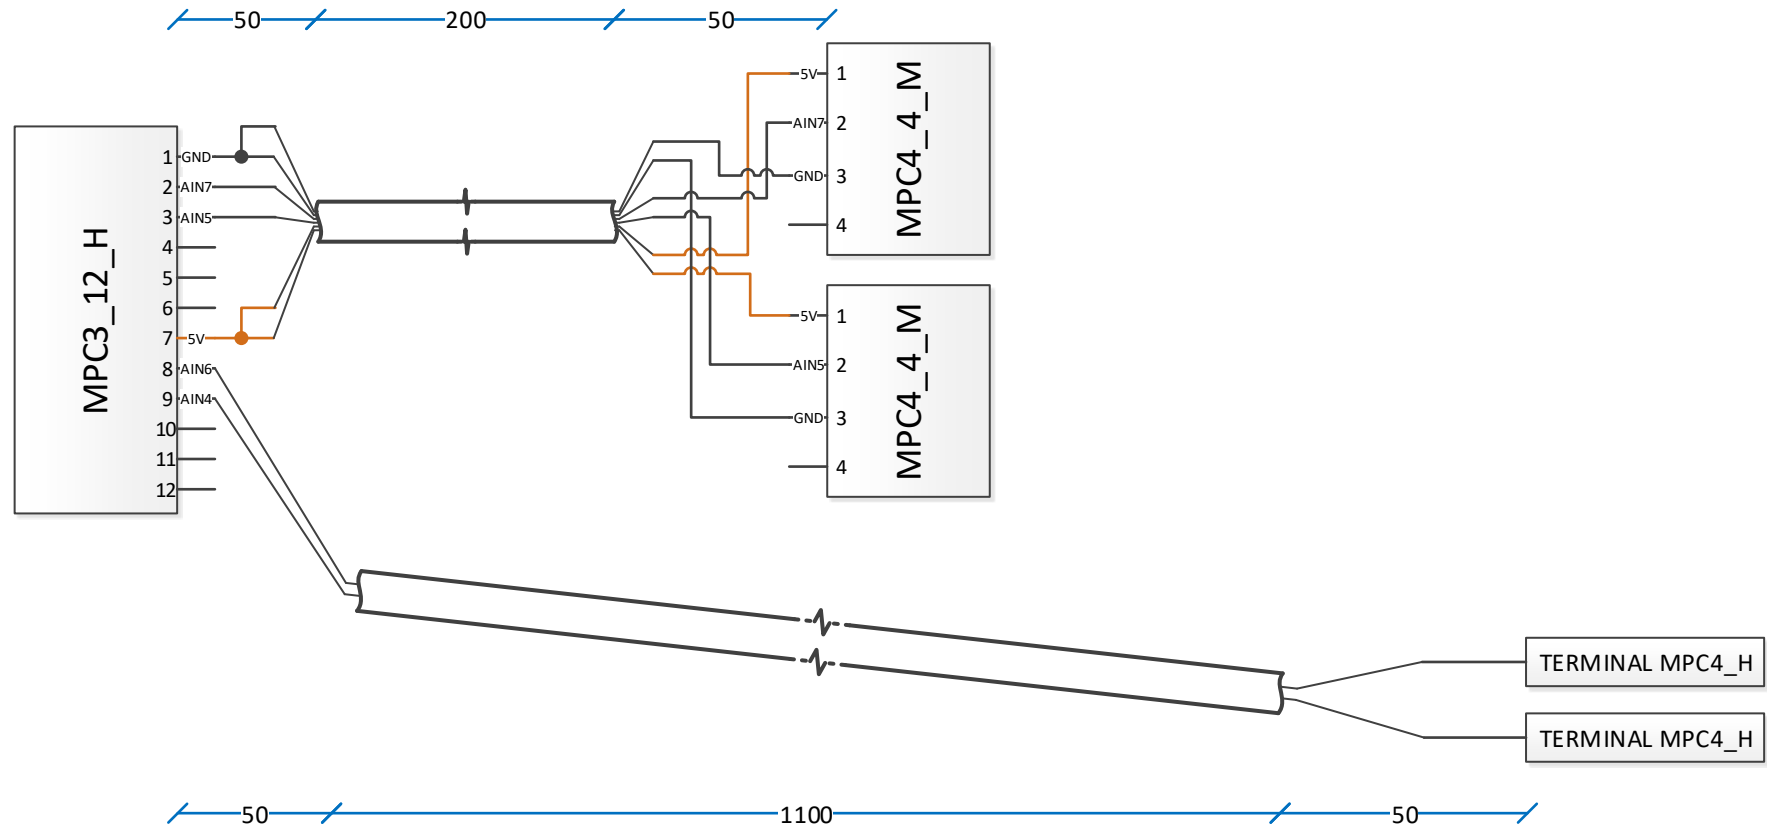 50
200
50
MPC3_12_H
1 GND
2 AIN7
3 AIN5
4
5
6
7 5V
8 AIN6
9 AIN4
10
11
12
5V 1
AIN7 2
GND 3
4
MPC4_4_M
5V 1
AIN5 2
GND 3
4
MPC4_4_M
TERMINAL MPC4_H
TERMINAL MPC4_H
50
1100
50